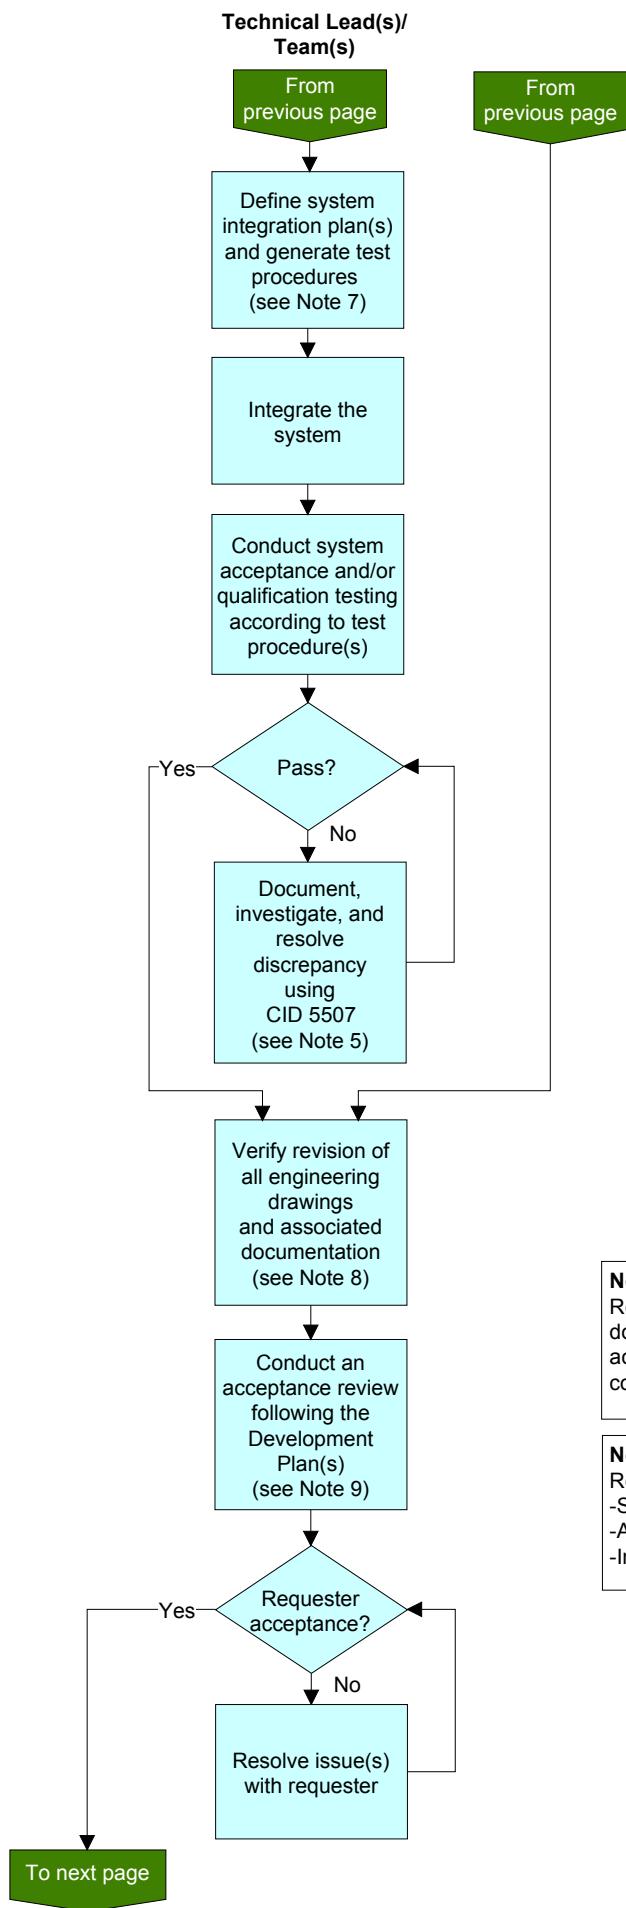 Technical Lead(s)/
Team(s)
From
previous page
From
previous page
Define system
integration plan(s)
and generate test
procedures
(see Note 7)
Integrate the
system
Conduct system
acceptance and/or
qualification testing
according to test
procedure(s)
Pass?
Yes
No
Document,
investigate, and
resolve
discrepancy
using
CID 5507
(see Note 5)
Verify revision of
all engineering
drawings
and associated
documentation
(see Note 8)
Conduct an
acceptance review
following the
Development
Plan(s)
(see Note 9)
Requester
acceptance?
Yes
No
Resolve issue(s)
with requester
To next page